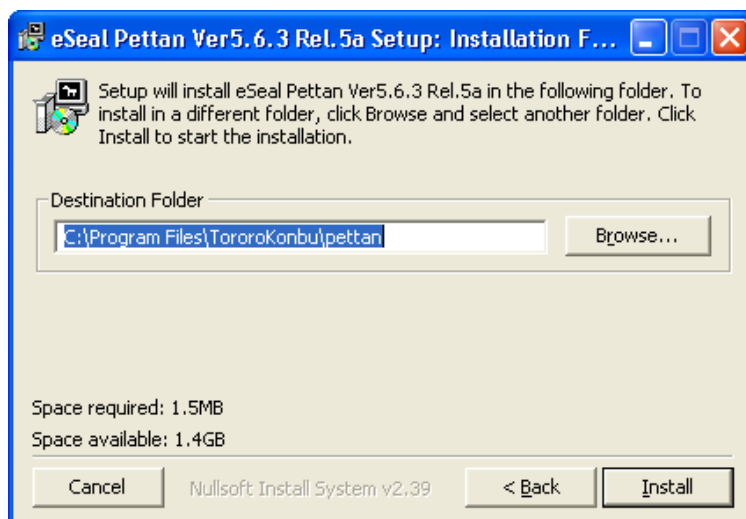 eSeal Pettan Ver5.6.3 Rel.5a Setup: Installation F...
Setup will install eSeal Pettan Ver5.6.3 Rel.5a in the following folder. To
install in a different folder, click Browse and select another folder. Click
Install to start the installation.
Destination Folder
C:\Program Files\TororoKonbu\pettan
Browse...
Space required: 1.5MB
Space available: 1.4GB
Cancel
Nullsoft Install System v2.39
< Back
Install